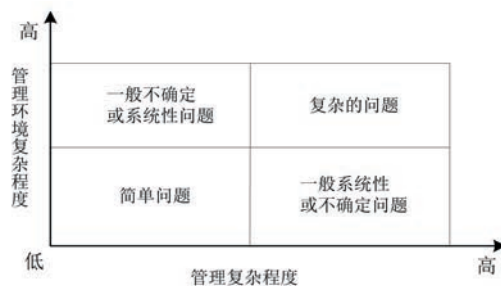 高
管理环境复杂程度
一般不确定
或系统性问题
复杂的问题
简单问题
一般系统性
或不确定问题
低
管理复杂程度
高